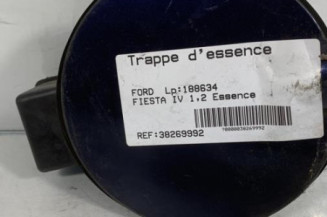 Trappe d'essence
FORD Lp:188634
FIESTA IV 1.2 Essence
REF:38269992